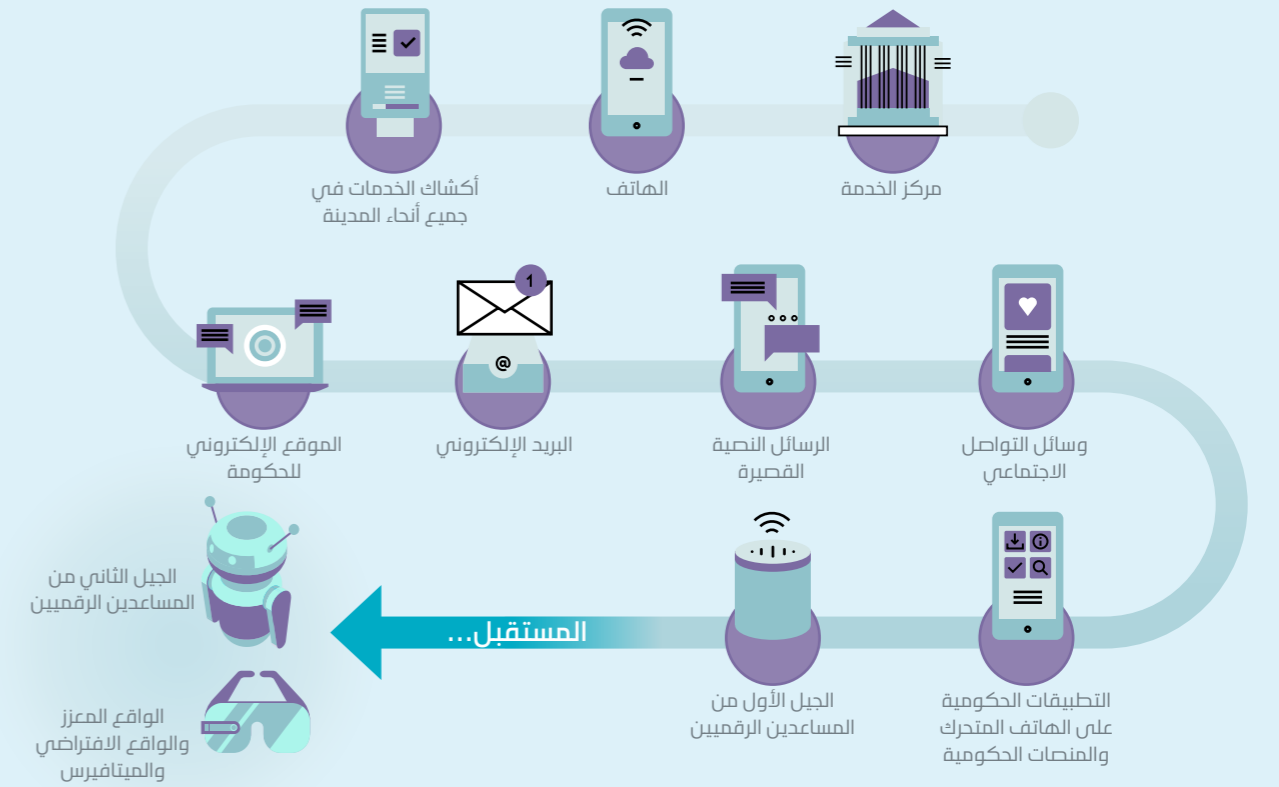 مركز الخدمة
الهاتف
أكشاك الخدمات في
جميع أنحاء المدينة
الموقع الإلكتروني
للحكومة
1
@
البريد الإلكتروني
الرسائل النصية
القصيرة
وسائل التواصل
الاجتماعي
التطبيقات الحكومية
على الهاتف المتحرك
والمنصات الحكومية
الجيل الأول من
المساعدين الرقميين
المستقبل...
الجيل الثاني من
المساعدين الرقميين
الواقع المعزز
والواقع الافتراضي
والميتافيرس